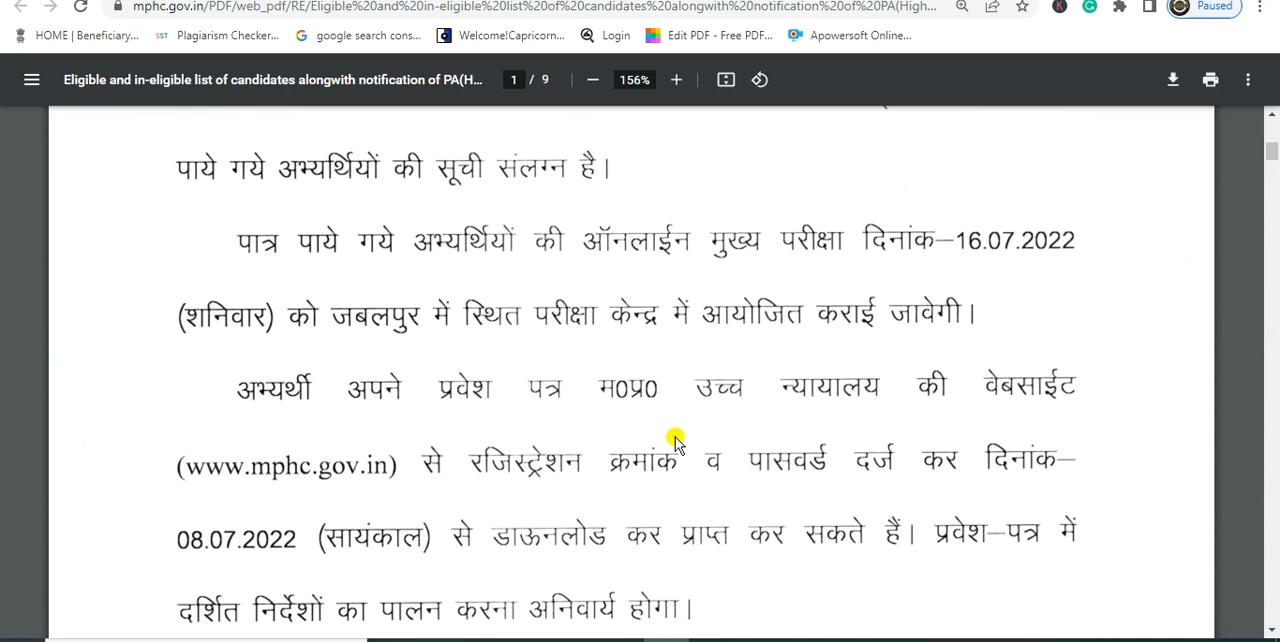 mphc.gov.in/PDF/web_pdf/RE/Eligible%20and%20in-eligible%20list%20of%20candidates%20alongwith%20notification%20of%20PA(High...
Paused
HOME | Beneficiary...
SST Plagiarism Checker...
google search cons...
Welcome!Capricorn...
Login
Edit PDF - Free PDF...
Apowersoft Online...
Eligible and in-eligible list of candidates alongwith notification of PA(H... 1 / 9 156%
पाये गये अभ्यर्थियों की सूची संलग्न है।
पात्र पाये गये अभ्यर्थियों की ऑनलाईन मुख्य परीक्षा दिनांक–16.07.2022
(शनिवार) को जबलपुर में स्थित परीक्षा केन्द्र में आयोजित कराई जावेगी।
अभ्यर्थी अपने प्रवेश पत्र म0प्र0 उच्च न्यायालय की वेबसाईट
(www.mphc.gov.in) से रजिस्ट्रेशन क्रमांक व पासवर्ड दर्ज कर दिनांक–
08.07.2022 (सायंकाल) से डाऊनलोड कर प्राप्त कर सकते हैं। प्रवेश–पत्र में
दर्शित निर्देशों का पालन करना अनिवार्य होगा।